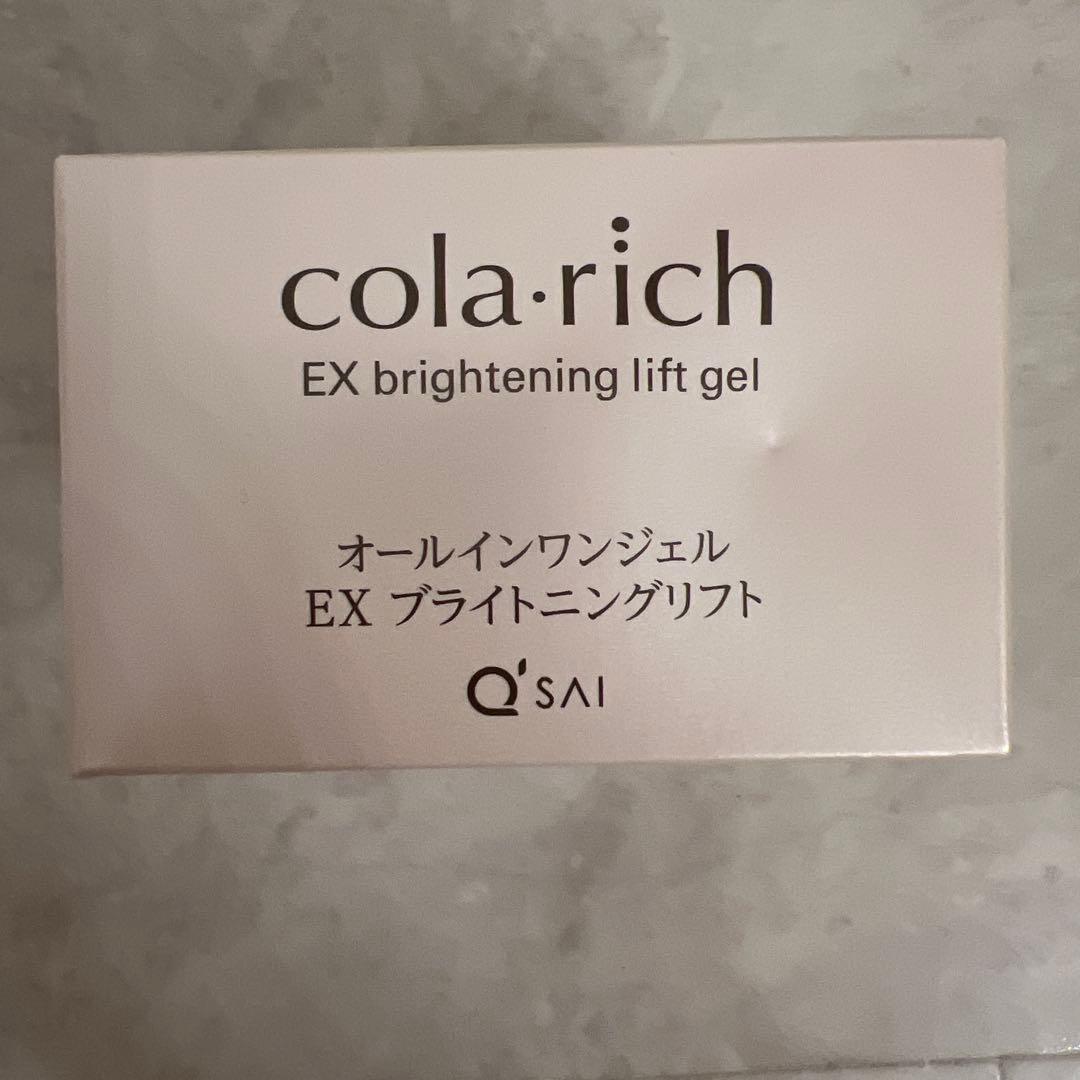 cola·rich
EX brightening lift gel
オールインワンジェル
EX ブライトニングリフト
Q'SAI